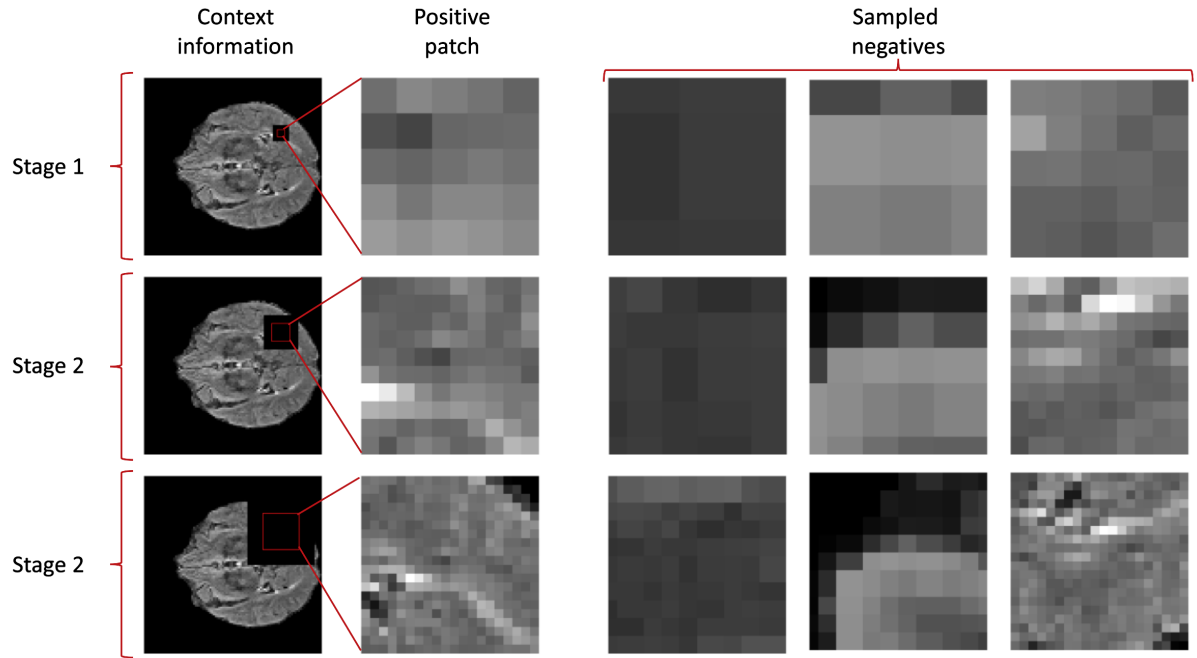 Context
information
Positive
patch
Sampled
negatives
Stage 1
Stage 2
Stage 2